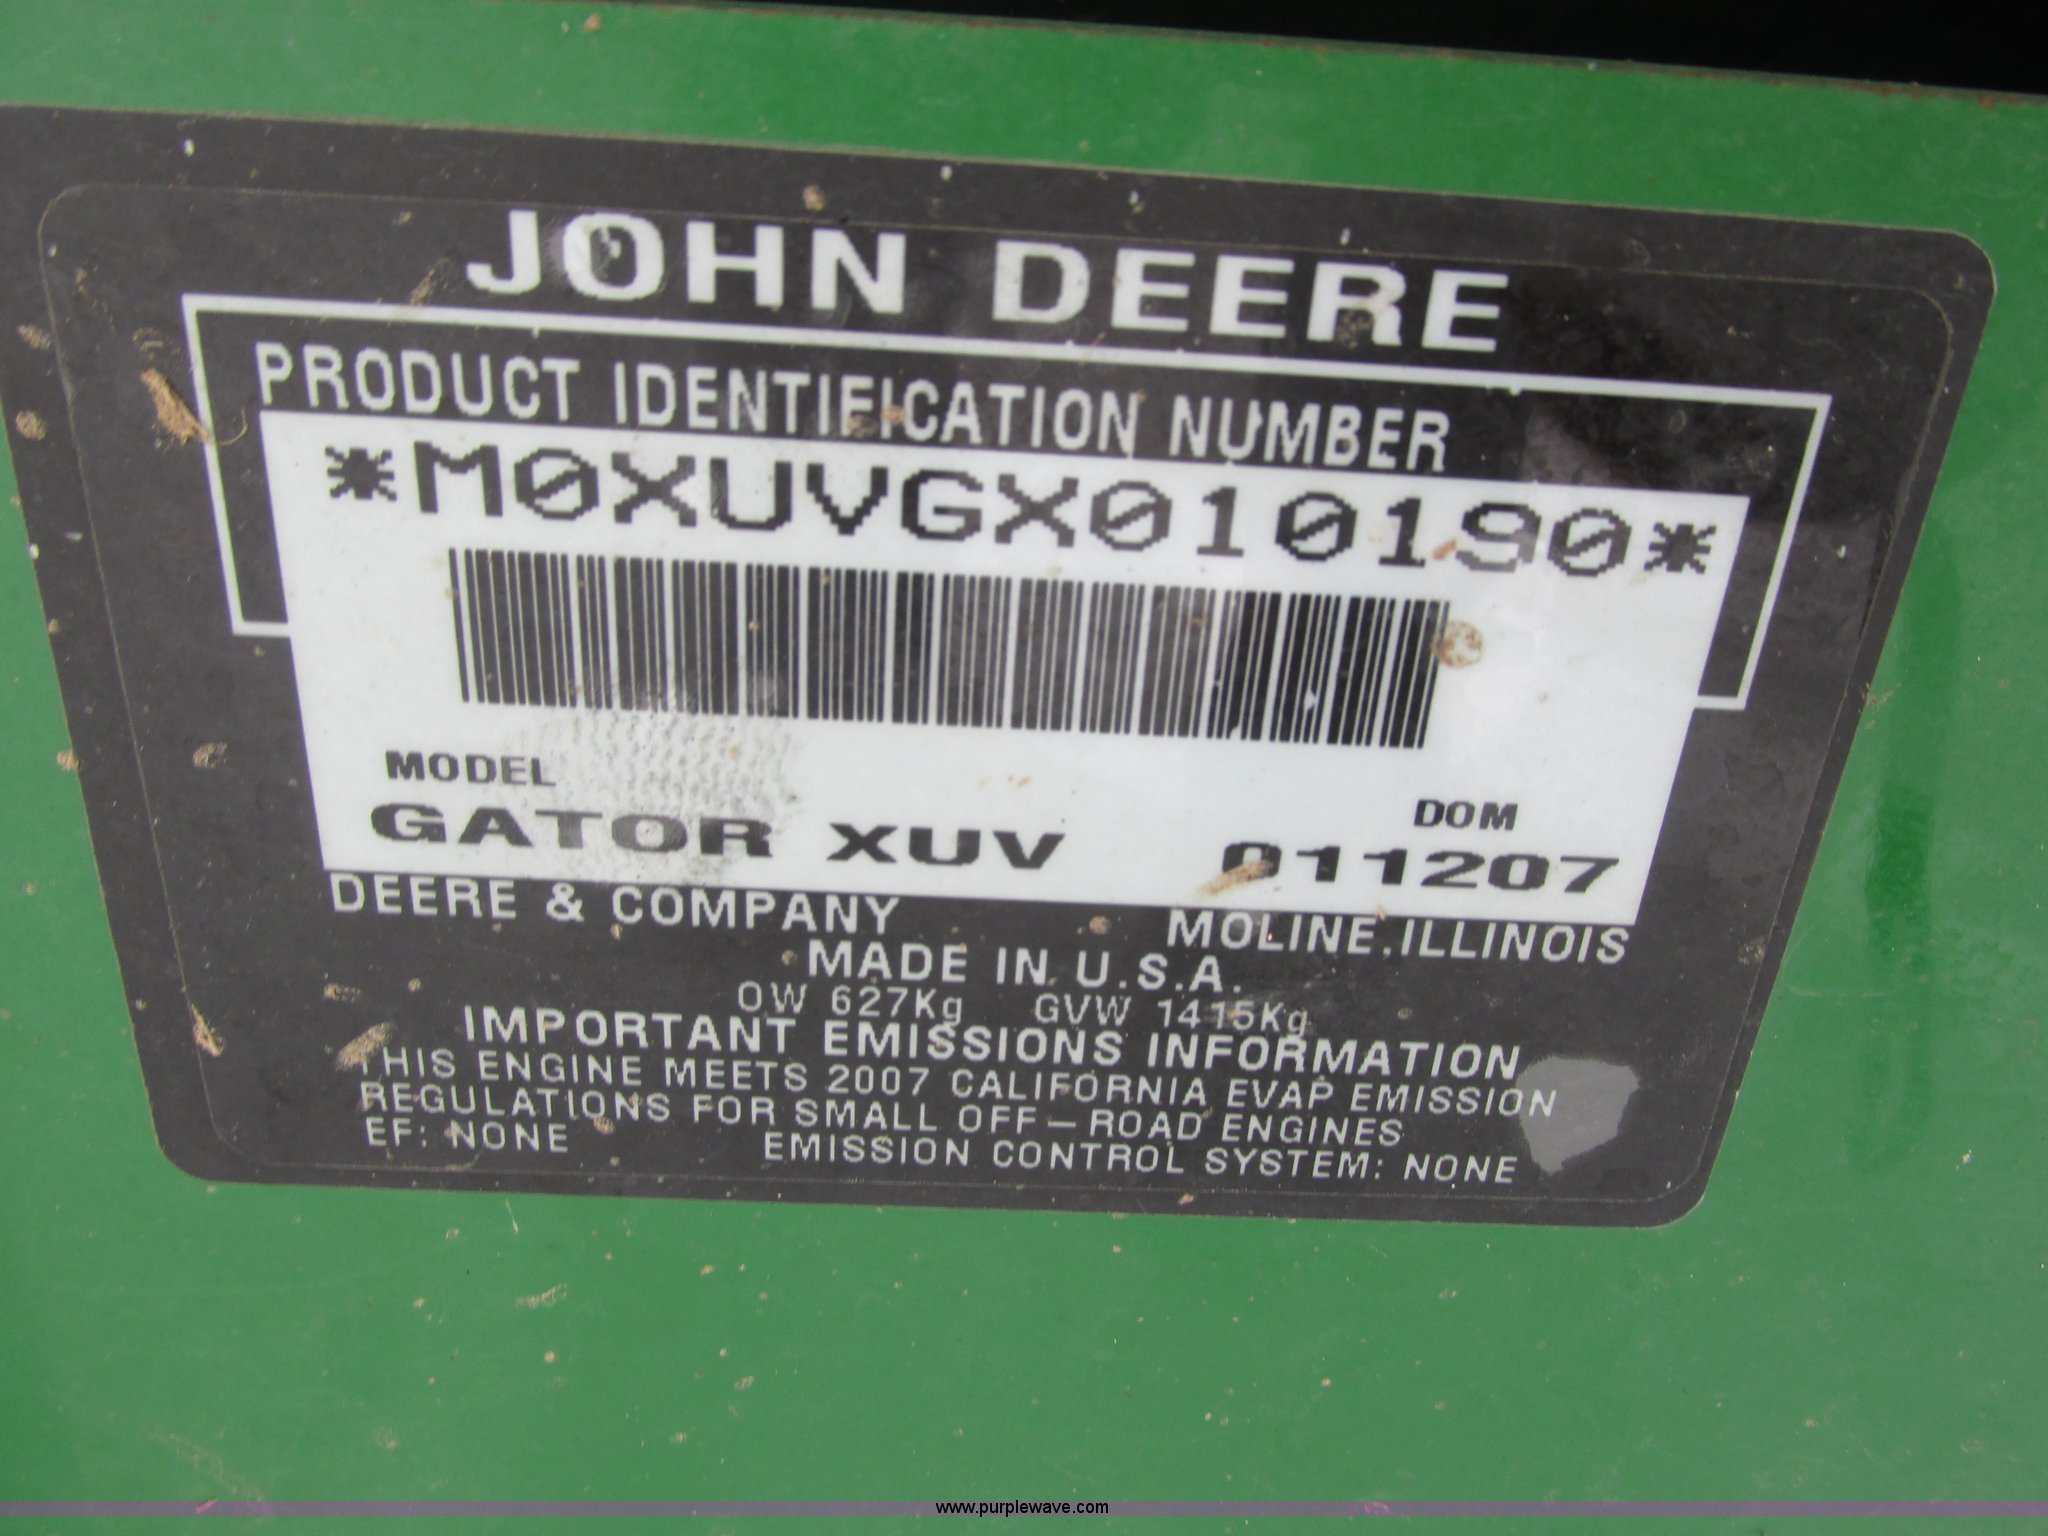 JOHN DEERE
PRODUCT IDENTIFICATION NUMBER
*M0XUVGX010190*
MODEL
GATOR XUV
DOM
011207
DEERE & COMPANY
MOLINE, ILLINOIS
MADE IN U.S.A.
OW 627Kg GVW 1415Kg
IMPORTANT EMISSIONS INFORMATION
THIS ENGINE MEETS 2007 CALIFORNIA EVAP EMISSION
REGULATIONS FOR SMALL OFF-ROAD ENGINES
EF: NONE EMISSION CONTROL SYSTEM: NONE
www.purplewave.com